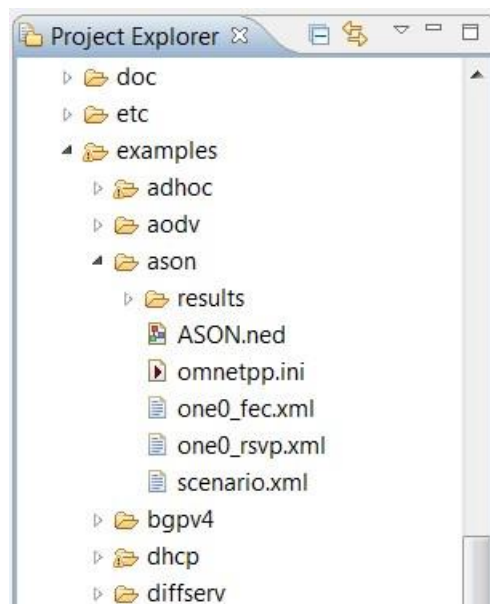 Project Explorer
doc
etc
examples
adhoc
aodv
ason
results
ASON.ned
omnetpp.ini
one0_fec.xml
one0_rsvp.xml
scenario.xml
bgpv4
dhcp
diffserv